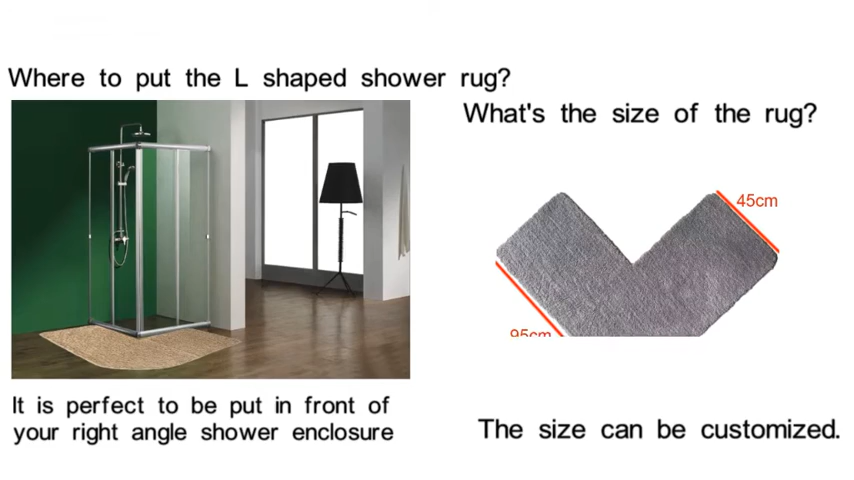 Where to put the L shaped shower rug?
What's the size of the rug?
45cm
95cm
It is perfect to be put in front of
your right angle shower enclosure
The size can be customized.